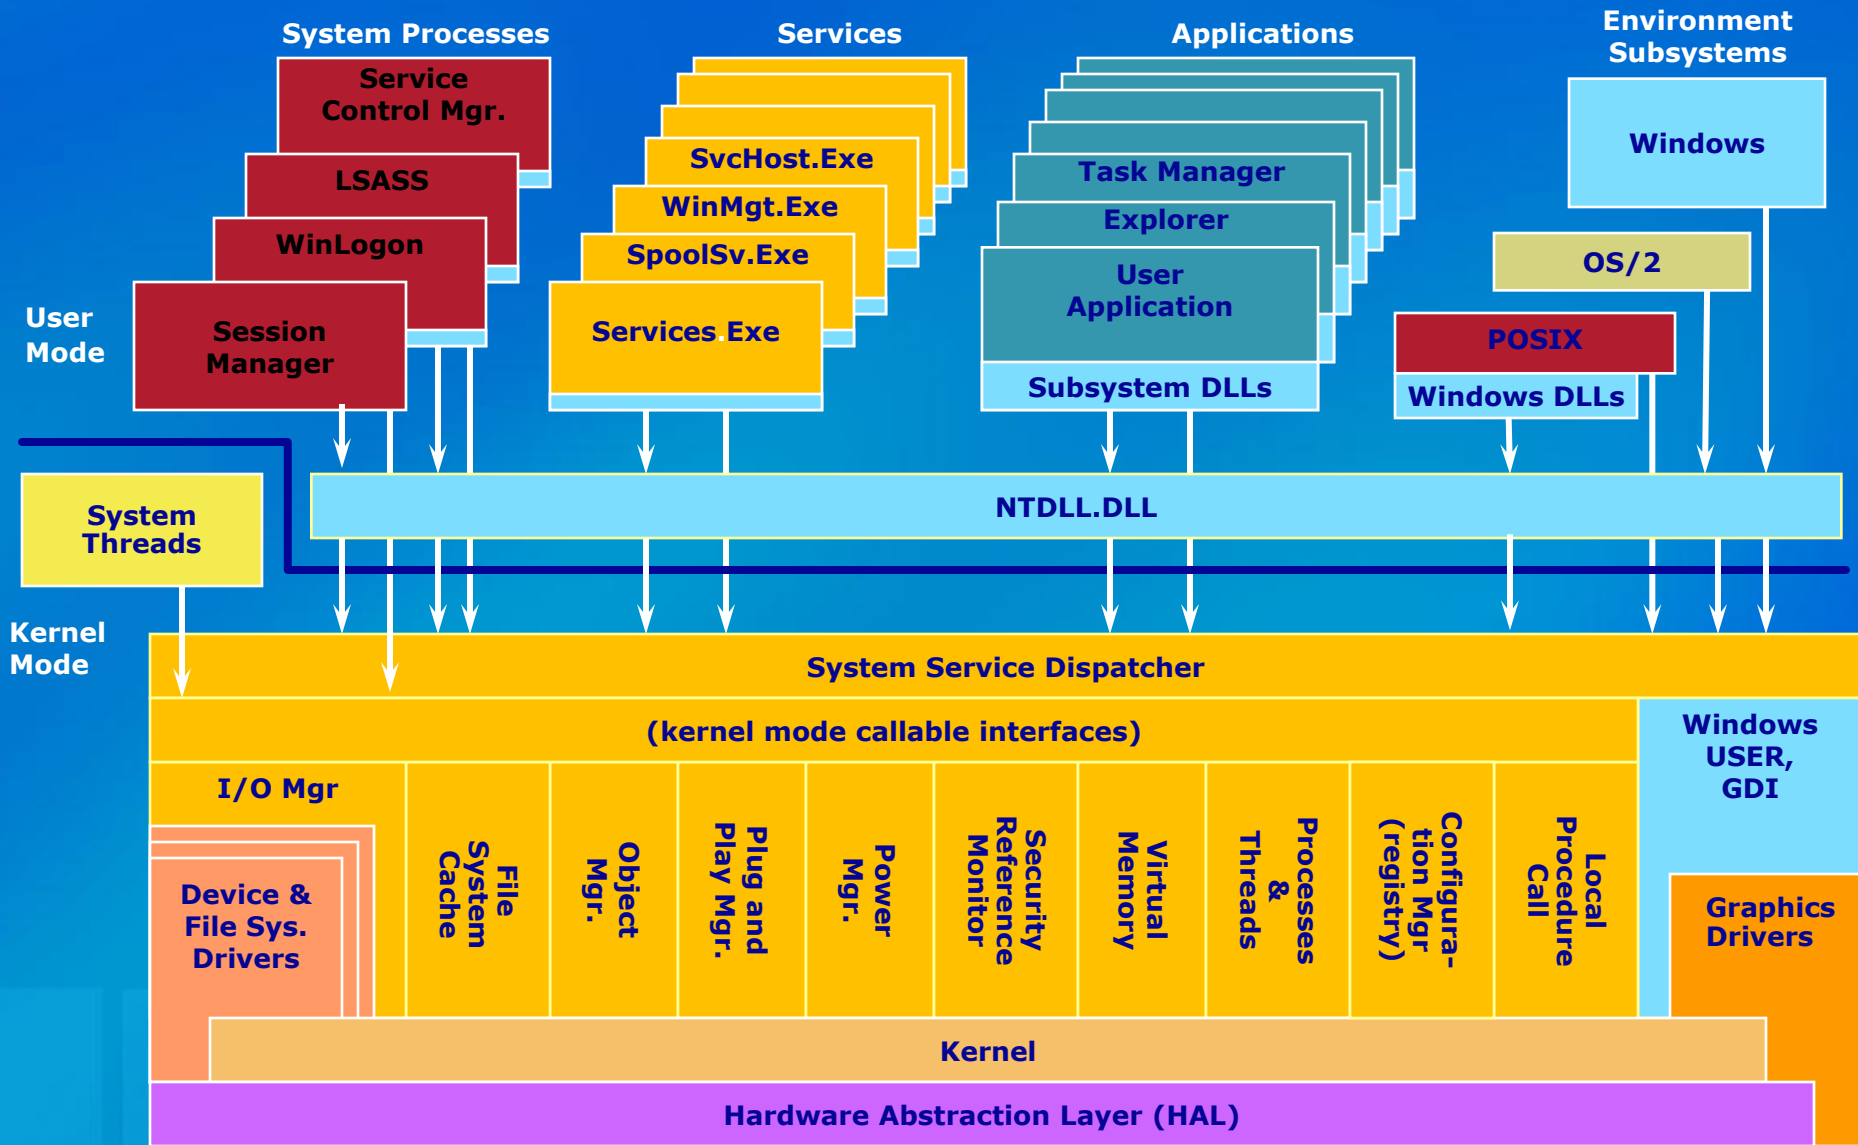 System Processes
Services
Applications
Environment
Subsystems
Service
Control Mgr.
LSASS
WinLogon
Session
Manager
SvcHost.Exe
WinMgt.Exe
SpoolSv.Exe
Services.Exe
Task Manager
Explorer
User
Application
Subsystem DLLs
Windows
OS/2
POSIX
Windows DLLs
User
Mode
System
Threads
NTDLL.DLL
Kernel
Mode
System Service Dispatcher
(kernel mode callable interfaces)
Windows
USER,
GDI
I/O Mgr
Device &
File Sys.
Drivers
File
System
Cache
Object
Mgr.
Plug and
Play Mgr.
Power
Mgr.
Security
Reference
Monitor
Virtual
Memory
Processes
&
Threads
Configura-
tion Mgr
(registry)
Local
Procedure
Call
Graphics
Drivers
Kernel
Hardware Abstraction Layer (HAL)